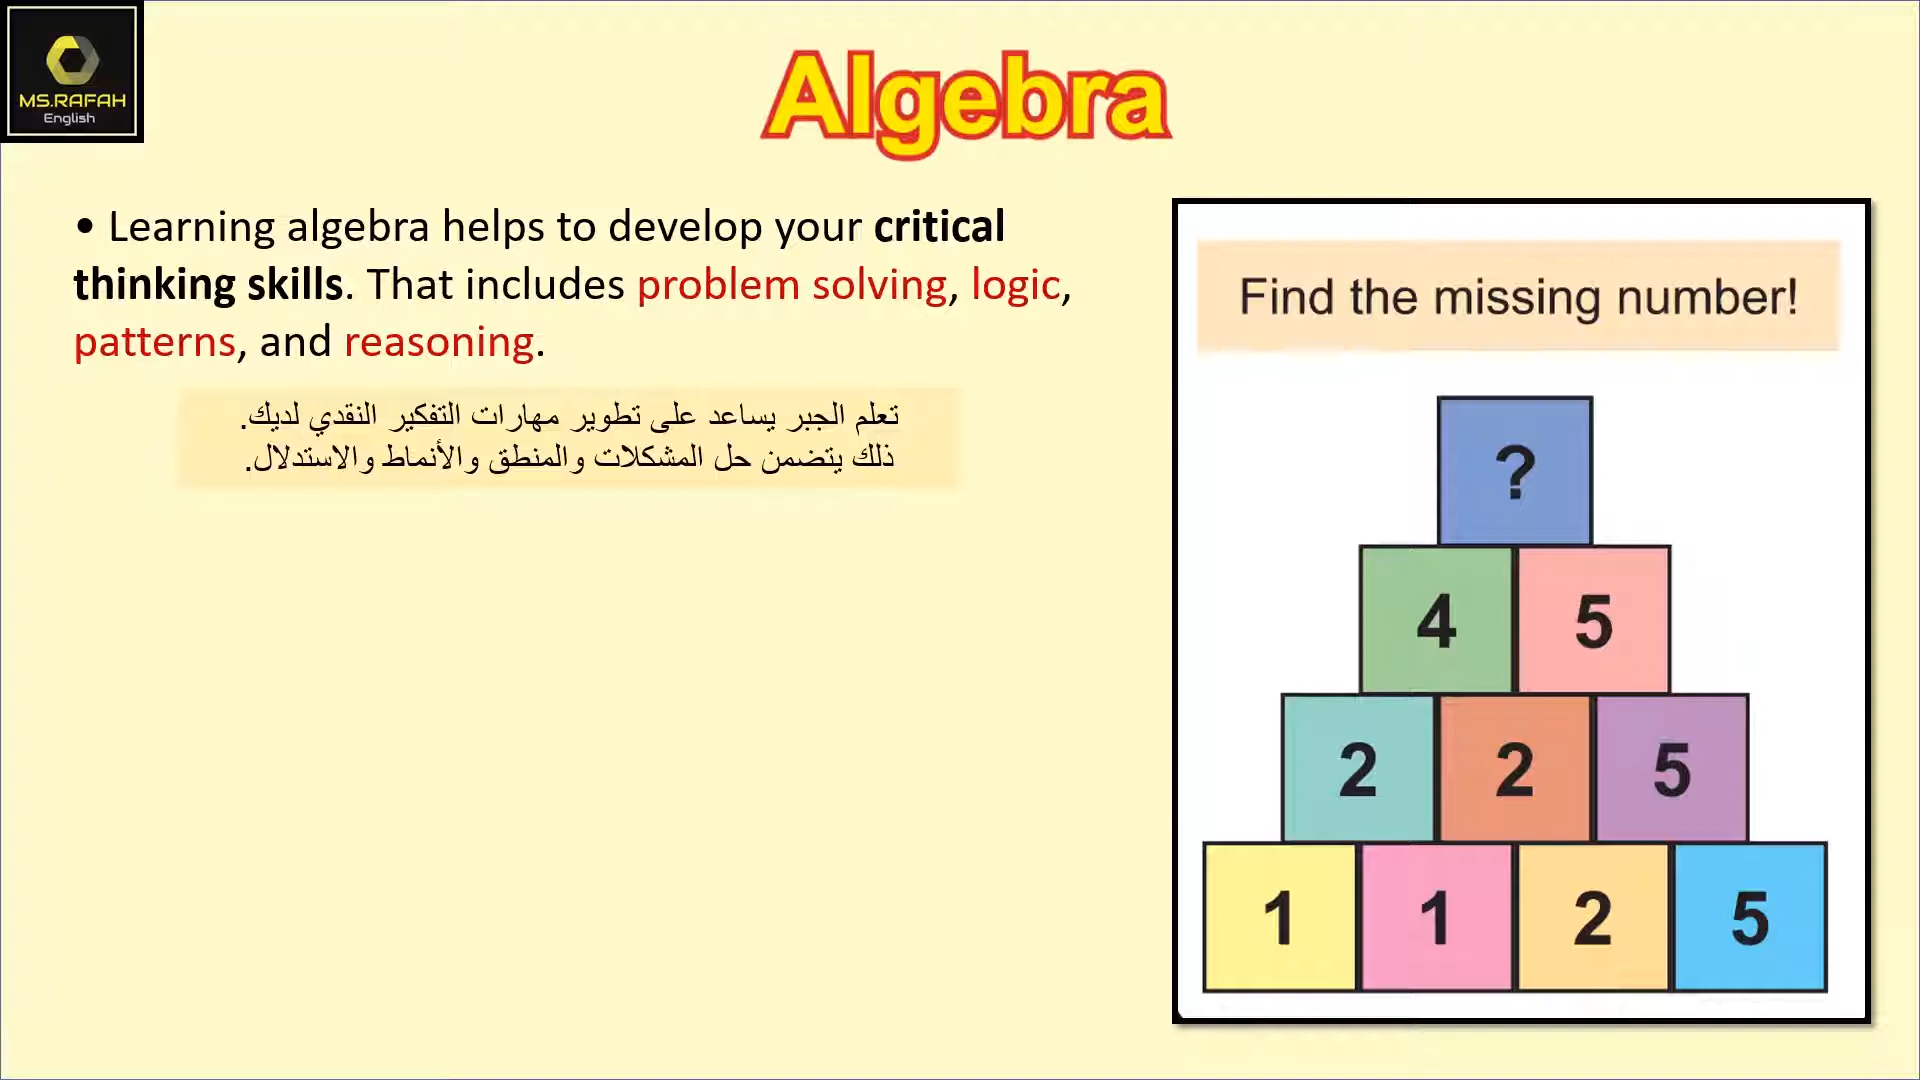 MS.RAFAH
English
Algebra
• Learning algebra helps to develop your critical
thinking skills. That includes problem solving, logic,
patterns, and reasoning.
تعلم الجبر يساعد على تطوير مهارات التفكير النقدي لديك.
ذلك يتضمن حل المشكلات والمنطق والأنماط والاستدلال.
Find the missing number!
?
4 5
2 2 5
1 1 2 5